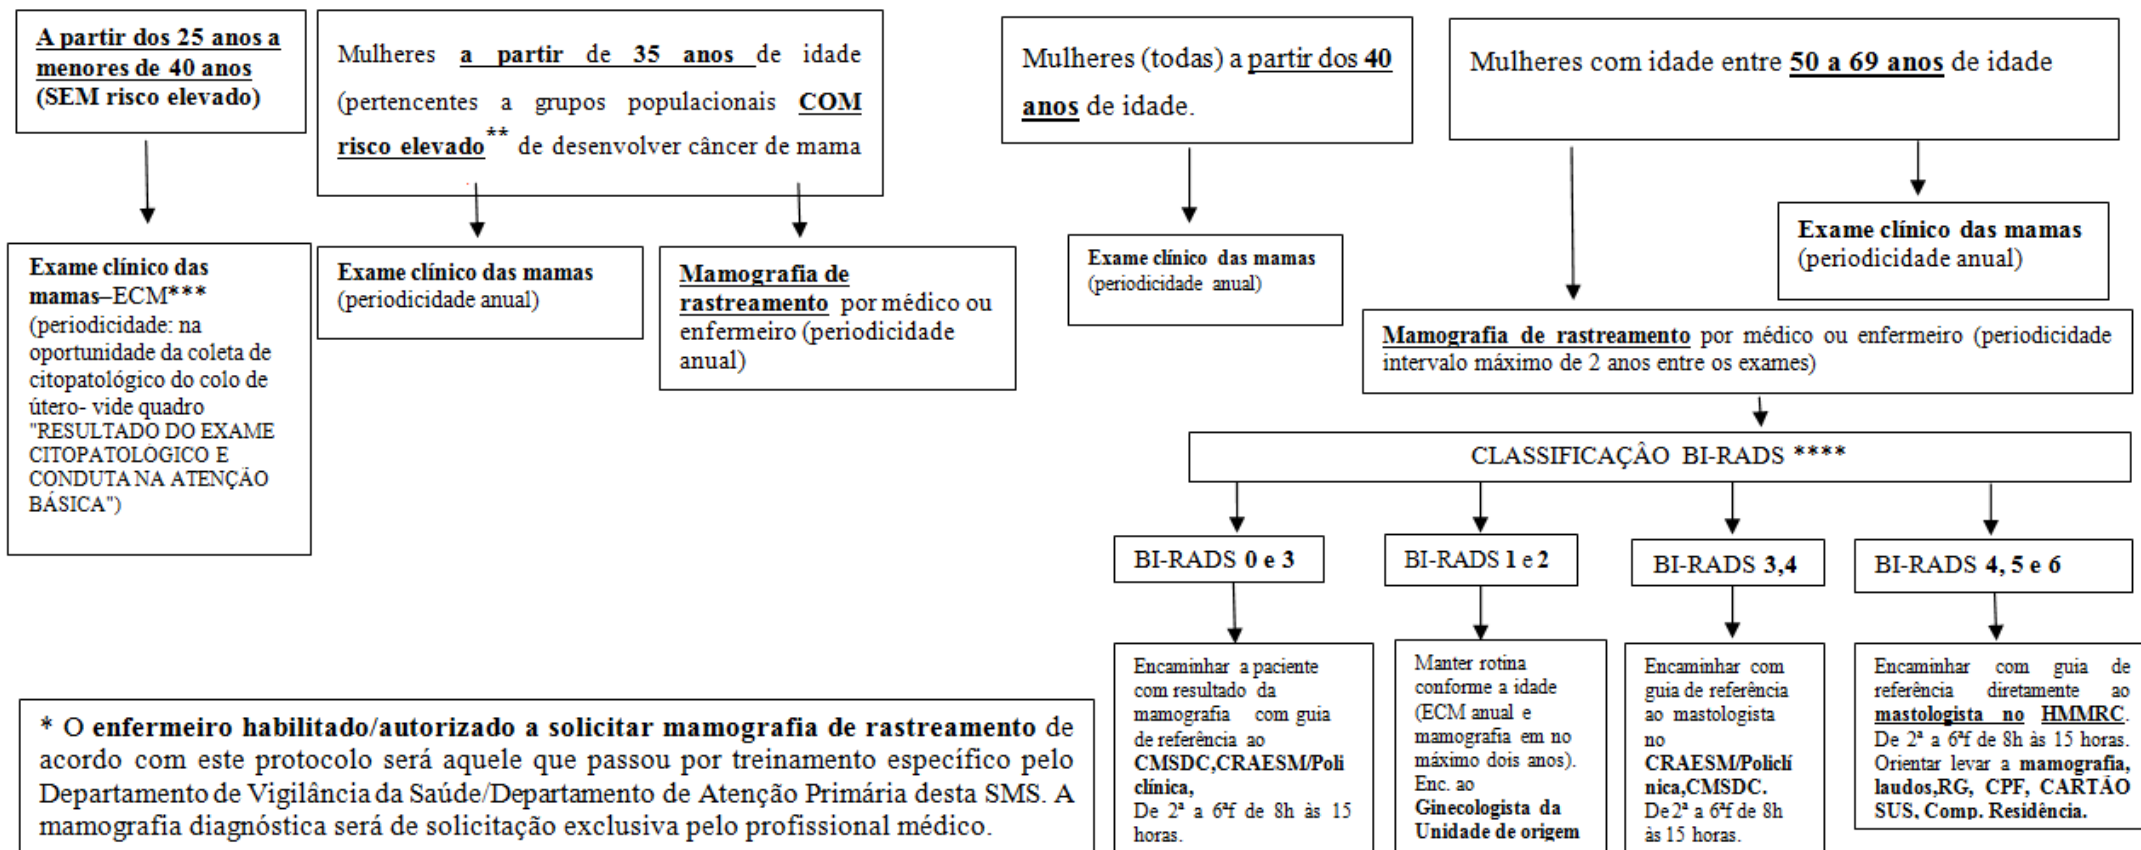 A partir dos 25 anos a
menores de 40 anos
(SEM risco elevado)
Mulheres a partir de 35 anos de idade
(pertencentes a grupos populacionais COM
risco elevado** de desenvolver câncer de mama
Mulheres (todas) a partir dos 40
anos de idade.
Mulheres com idade entre 50 a 69 anos de idade
Exame clínico das
mamas–ECM***
(periodicidade: na
oportunidade da coleta de
citopatológico do colo de
útero- vide quadro
"RESULTADO DO EXAME
CITOPATOLÓGICO E
CONDUTA NA ATENÇÃO
BÁSICA")
Exame clínico das mamas
(periodicidade anual)
Mamografia de
rastreamento por médico ou
enfermeiro (periodicidade
anual)
Exame clínico das mamas
(periodicidade anual)
Exame clínico das mamas
(periodicidade anual)
Mamografia de rastreamento por médico ou enfermeiro (periodicidade
intervalo máximo de 2 anos entre os exames)
CLASSIFICAÇÂO BI-RADS ****
BI-RADS 0 e 3
BI-RADS 1 e 2
BI-RADS 3,4
BI-RADS 4, 5 e 6
Encaminhar a paciente
com resultado da
mamografia com guia
de referência ao
CMSDC,CRAESM/Poli
clínica,
De 2ª a 6ªf de 8h às 15
horas.
Manter rotina
conforme a idade
(ECM anual e
mamografia em no
máximo dois anos).
Enc. ao
Ginecologista da
Unidade de origem
Encaminhar com
guia de referência
ao mastologista
no
CRAESM/Policlí
nica,CMSDC.
De 2ª a 6ªf de 8h
às 15 horas.
Encaminhar com guia de
referência diretamente ao
mastologista no HMMRC.
De 2ª a 6ªf de 8h às 15 horas.
Orientar levar a mamografia,
laudos,RG, CPF, CARTÃO
SUS, Comp. Residência.
* O enfermeiro habilitado/autorizado a solicitar mamografia de rastreamento de
acordo com este protocolo será aquele que passou por treinamento específico pelo
Departamento de Vigilância da Saúde/Departamento de Atenção Primária desta SMS. A
mamografia diagnóstica será de solicitação exclusiva pelo profissional médico.